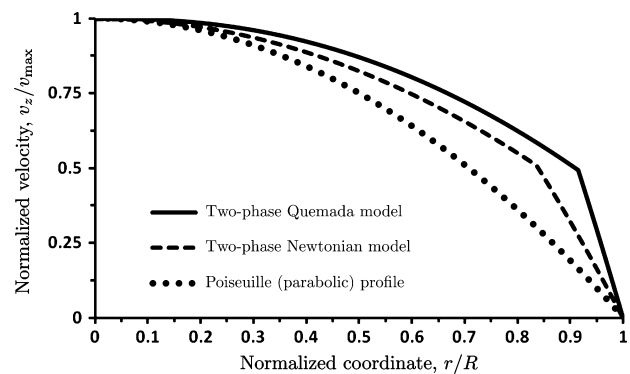 Normalized velocity, v_z/v_max
1
0.75
0.5
0.25
0
Two-phase Quemada model
Two-phase Newtonian model
Poiseuille (parabolic) profile
0 0.1 0.2 0.3 0.4 0.5 0.6 0.7 0.8 0.9 1
Normalized coordinate, r/R